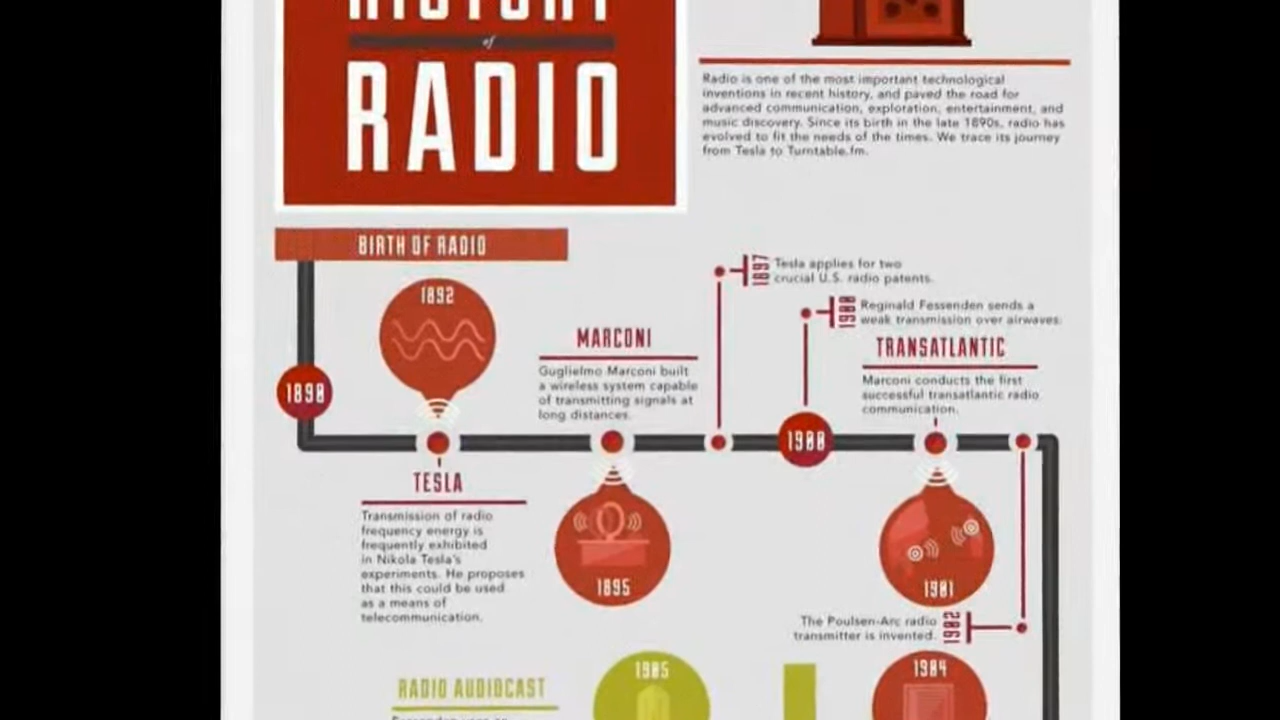 HISTORY
of
RADIO
Radio is one of the most important technological
inventions in recent history, and paved the road for
advanced communication, exploration, entertainment, and
music discovery. Since its birth in the late 1890s, radio has
evolved to fit the needs of the times. We trace its journey
from Tesla to Turntable.fm.
BIRTH OF RADIO
1890
1892
TESLA
Transmission of radio
frequency energy is
frequently exhibited
in Nikola Tesla's
experiments. He proposes
that this could be used
as a means of
telecommunication.
MARCONI
Guglielmo Marconi built
a wireless system capable
of transmitting signals at
long distances.
1895
1897
Tesla applies for two
crucial U.S. radio patents.
1900
Reginald Fessenden sends a
weak transmission over airwaves.
1900
TRANSATLANTIC
Marconi conducts the first
successful transatlantic radio
communication.
1901
The Poulsen-Arc radio
transmitter is invented.
1902
RADIO AUDIOCAST
1905
1904